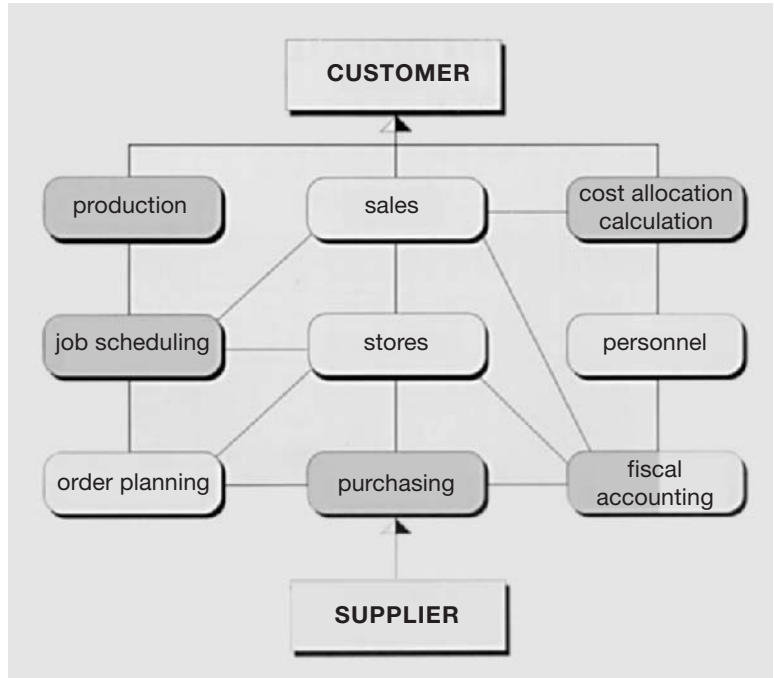 CUSTOMER
production
sales
cost allocation
calculation
job scheduling
stores
personnel
order planning
purchasing
fiscal
accounting
SUPPLIER